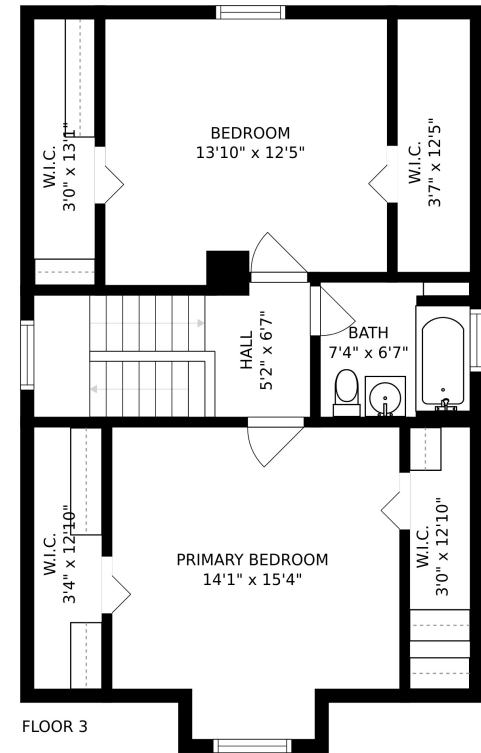 BEDROOM
13'10" x 12'5"
W.I.C.
3'0" x 13'1"
W.I.C.
3'7" x 12'5"
HALL
5'2" x 6'7"
BATH
7'4" x 6'7"
W.I.C.
3'4" x 12'10"
PRIMARY BEDROOM
14'1" x 15'4"
W.I.C.
3'0" x 12'10"
FLOOR 3